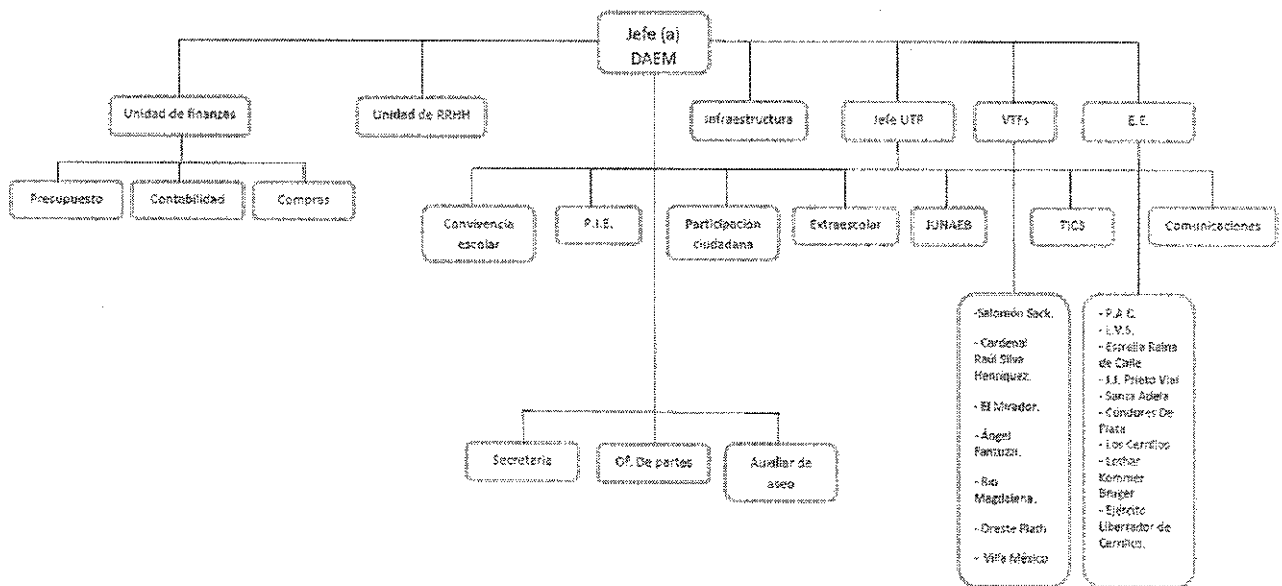 Jefe (a)
DAEM
Unidad de finanzas
Unidad de RRHH
Infraestructura
Jefe UTP
VTFs
E.E.
Presupuesto
Contabilidad
Compras
Convivencia
escolar
P.I.E.
Participación
ciudadana
Extraescolar
JUNAEB
TICS
Comunicaciones
-Salomón Sack.
- Cardenal
Raúl Silva
Henríquez.
- El Mirador.
- Ángel
Fantuzzi.
- Rio
Magdalena.
- Oreste Plath
- Villa México
- P.A.C.
- L.V.S.
- Estrella Reina
de Chile
- J.J. Prieto Vial
- Santa Adela
- Cóndores De
Plata
- Los Cerrillos
- Lothar
Kommer
Bruger
- Ejército
Libertador de
Cerrillos.
Secretaria
Of. De partes
Auxiliar de
aseo